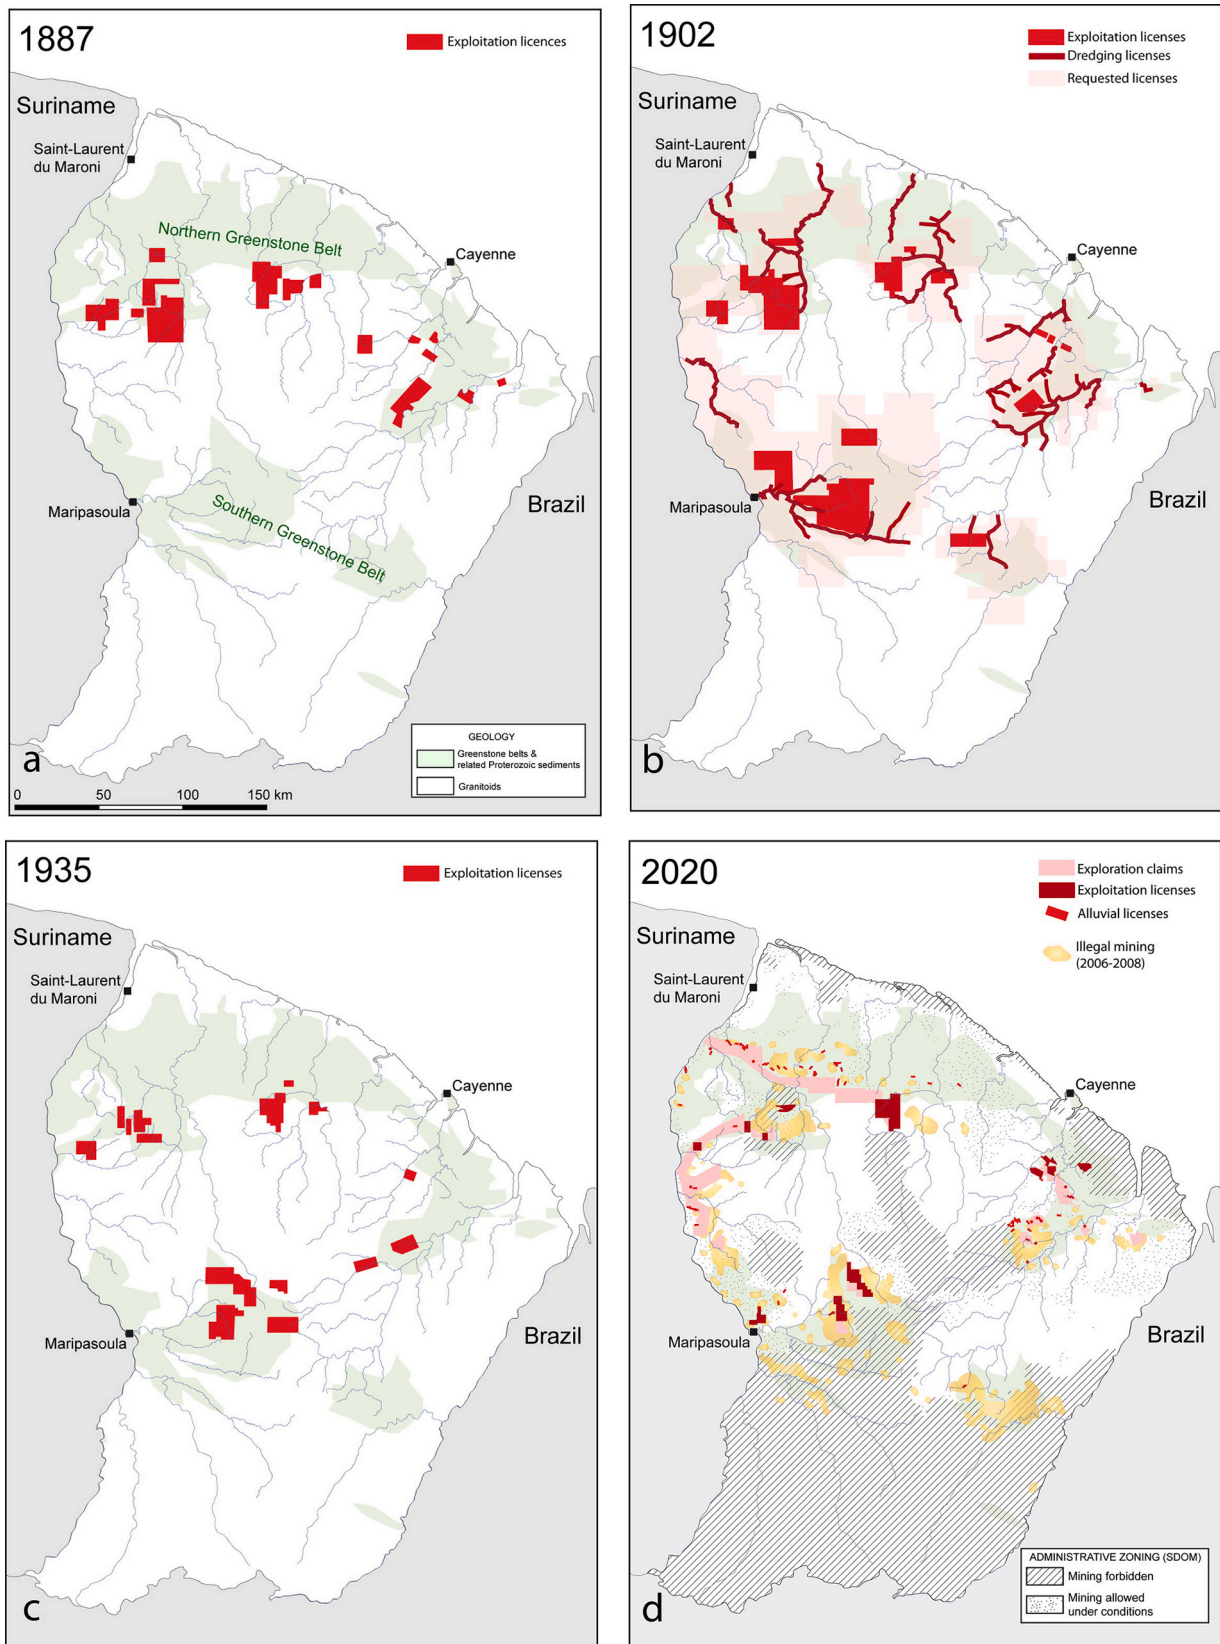 1887
Exploitation licences
Suriname
Saint-Laurent
du Maroni
Northern Greenstone Belt
Cayenne
Maripasoula
Southern Greenstone Belt
Brazil
GEOLOGY
Greenstone belts &
related Proterozoic sediments
Granitoids
a
0 50 100 150 km
1902
Exploitation licenses
Dredging licenses
Requested licenses
Suriname
Saint-Laurent
du Maroni
Cayenne
Maripasoula
Brazil
b
1935
Exploitation licenses
Suriname
Saint-Laurent
du Maroni
Cayenne
Maripasoula
Brazil
c
2020
Exploration claims
Exploitation licenses
Alluvial licenses
Illegal mining
(2006-2008)
Suriname
Saint-Laurent
du Maroni
Cayenne
Maripasoula
Brazil
ADMINISTRATIVE ZONING (SDOM)
Mining forbidden
Mining allowed
under conditions
d